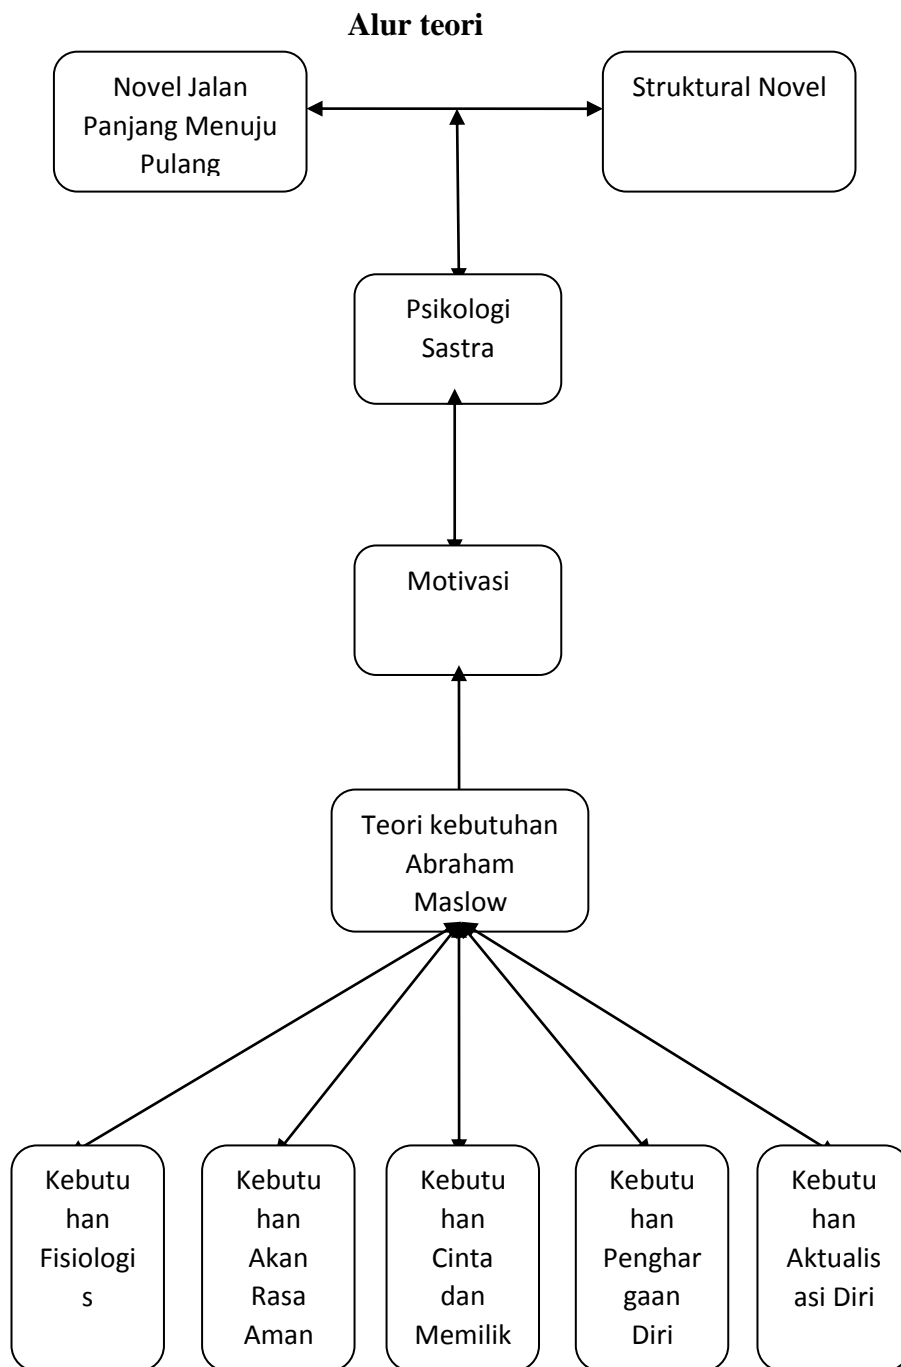 Alur teori
Novel Jalan
Panjang Menuju
Pulang
Struktural Novel
Psikologi
Sastra
Motivasi
Teori kebutuhan
Abraham
Maslow
Kebutu
han
Fisiologi
s
Kebutu
han
Akan
Rasa
Aman
Kebutu
han
Cinta
dan
Memilik
Kebutu
han
Penghar
gaan
Diri
Kebutu
han
Aktualis
asi Diri